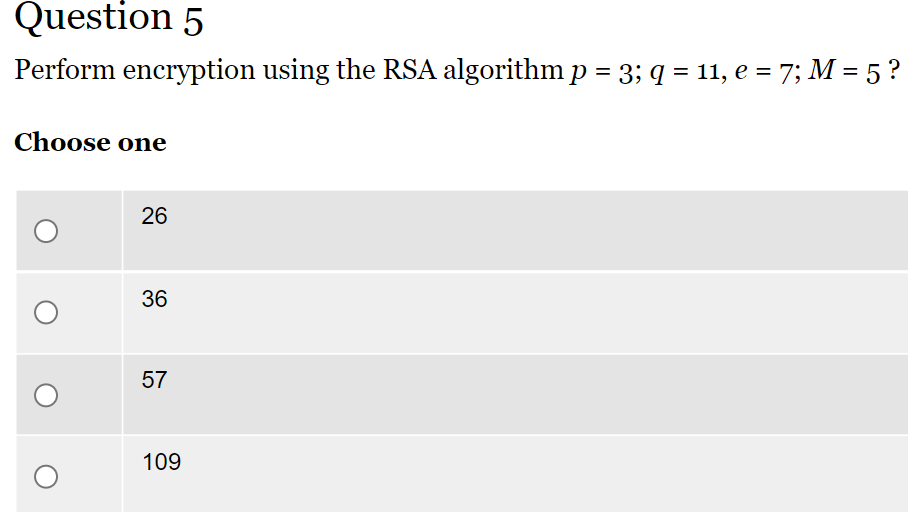 Question 5
Perform encryption using the RSA algorithm p = 3; q = 11, e = 7; M = 5 ?
Choose one
26
36
57
109